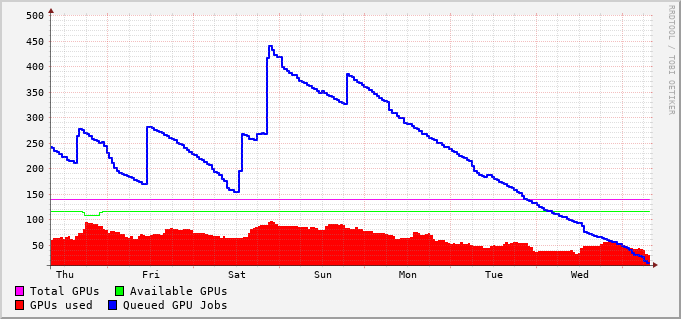 500
450
400
350
300
250
200
150
100
50
Thu Fri Sat Sun Mon Tue Wed
Total GPUs Available GPUs
GPUs used Queued GPU Jobs
RRDTOOL / TOBI OETIKER